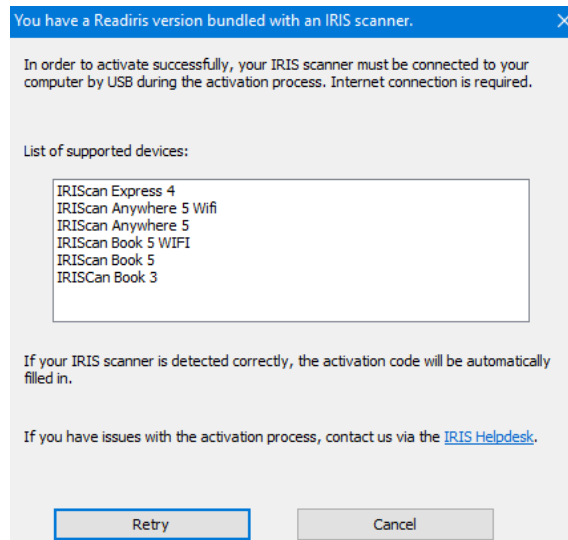 You have a Readiris version bundled with an IRIS scanner.
In order to activate successfully, your IRIS scanner must be connected to your
computer by USB during the activation process. Internet connection is required.
List of supported devices:
IRIScan Express 4
IRIScan Anywhere 5 Wifi
IRIScan Anywhere 5
IRIScan Book 5 WIFI
IRIScan Book 5
IRISCan Book 3
If your IRIS scanner is detected correctly, the activation code will be automatically
filled in.
If you have issues with the activation process, contact us via the IRIS Helpdesk.
Retry
Cancel